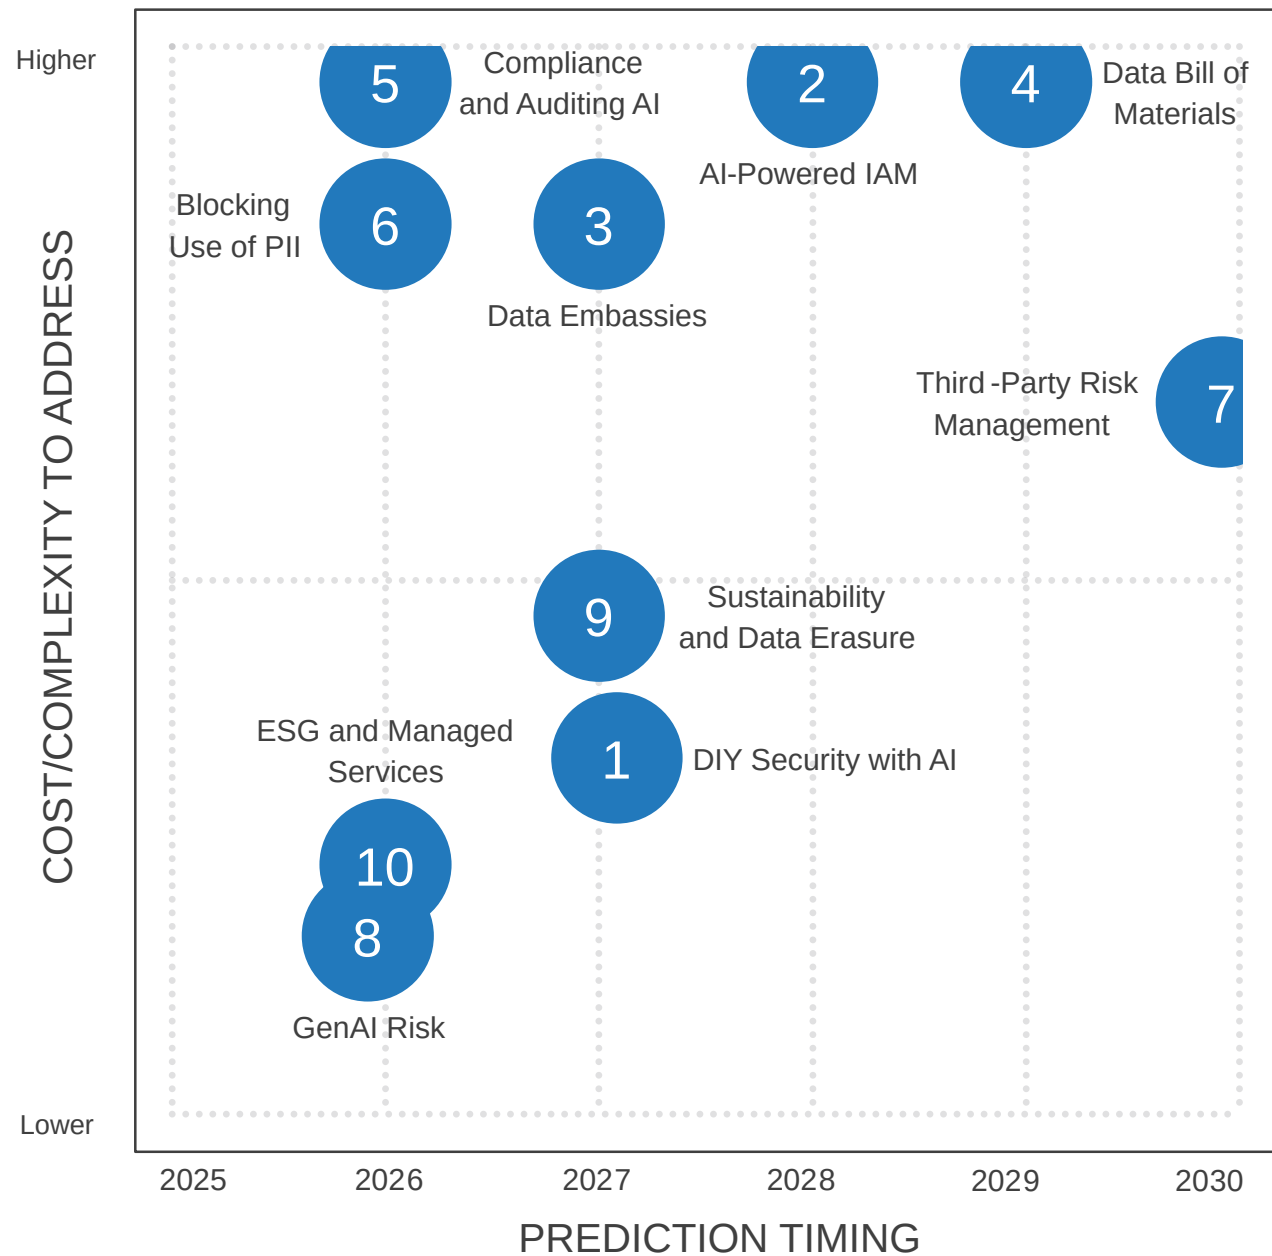 Higher
5
Compliance
and Auditing AI
2
AI-Powered IAM
4
Data Bill of
Materials
Blocking
Use of PII
6
3
Data Embassies
Third-Party Risk
Management
7
COST/COMPLEXITY TO ADDRESS
9
Sustainability
and Data Erasure
ESG and Managed
Services
1
DIY Security with AI
10
8
GenAI Risk
Lower
2025
2026
2027
2028
2029
2030
PREDICTION TIMING